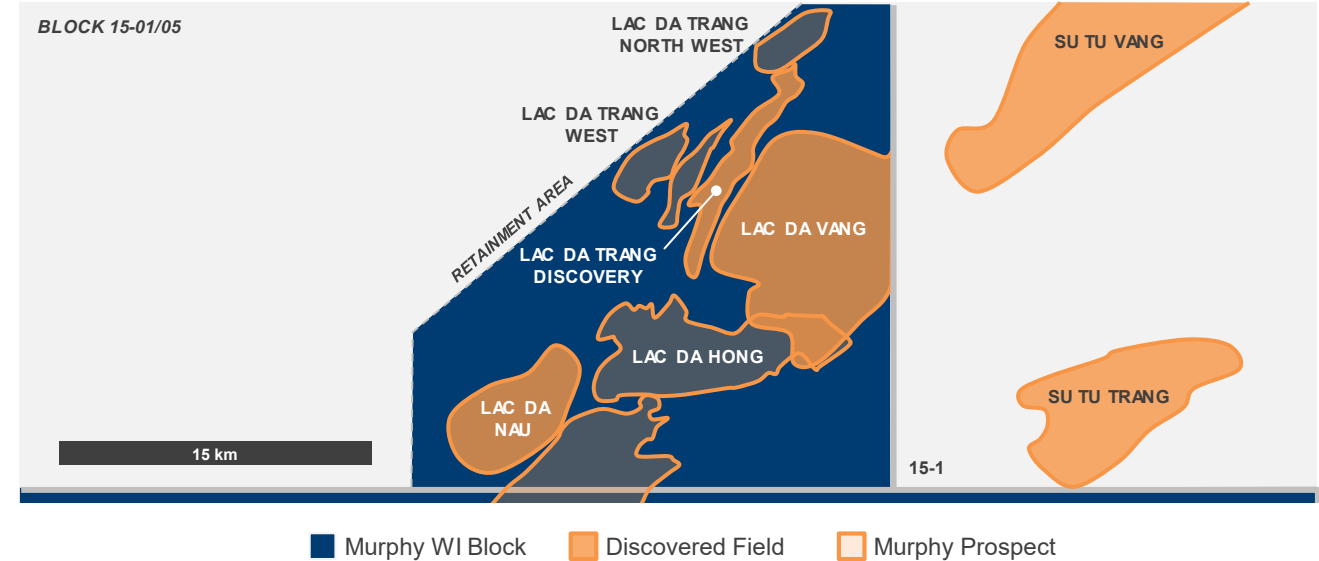 BLOCK 15-01/05
LAC DA TRANG
NORTH WEST
SU TU VANG
LAC DA TRANG
WEST
RETAINMENT AREA
LAC DA VANG
LAC DA TRANG
DISCOVERY
LAC DA HONG
SU TU TRANG
LAC DA
NAU
15 km
15-1
Murphy WI Block
Discovered Field
Murphy Prospect